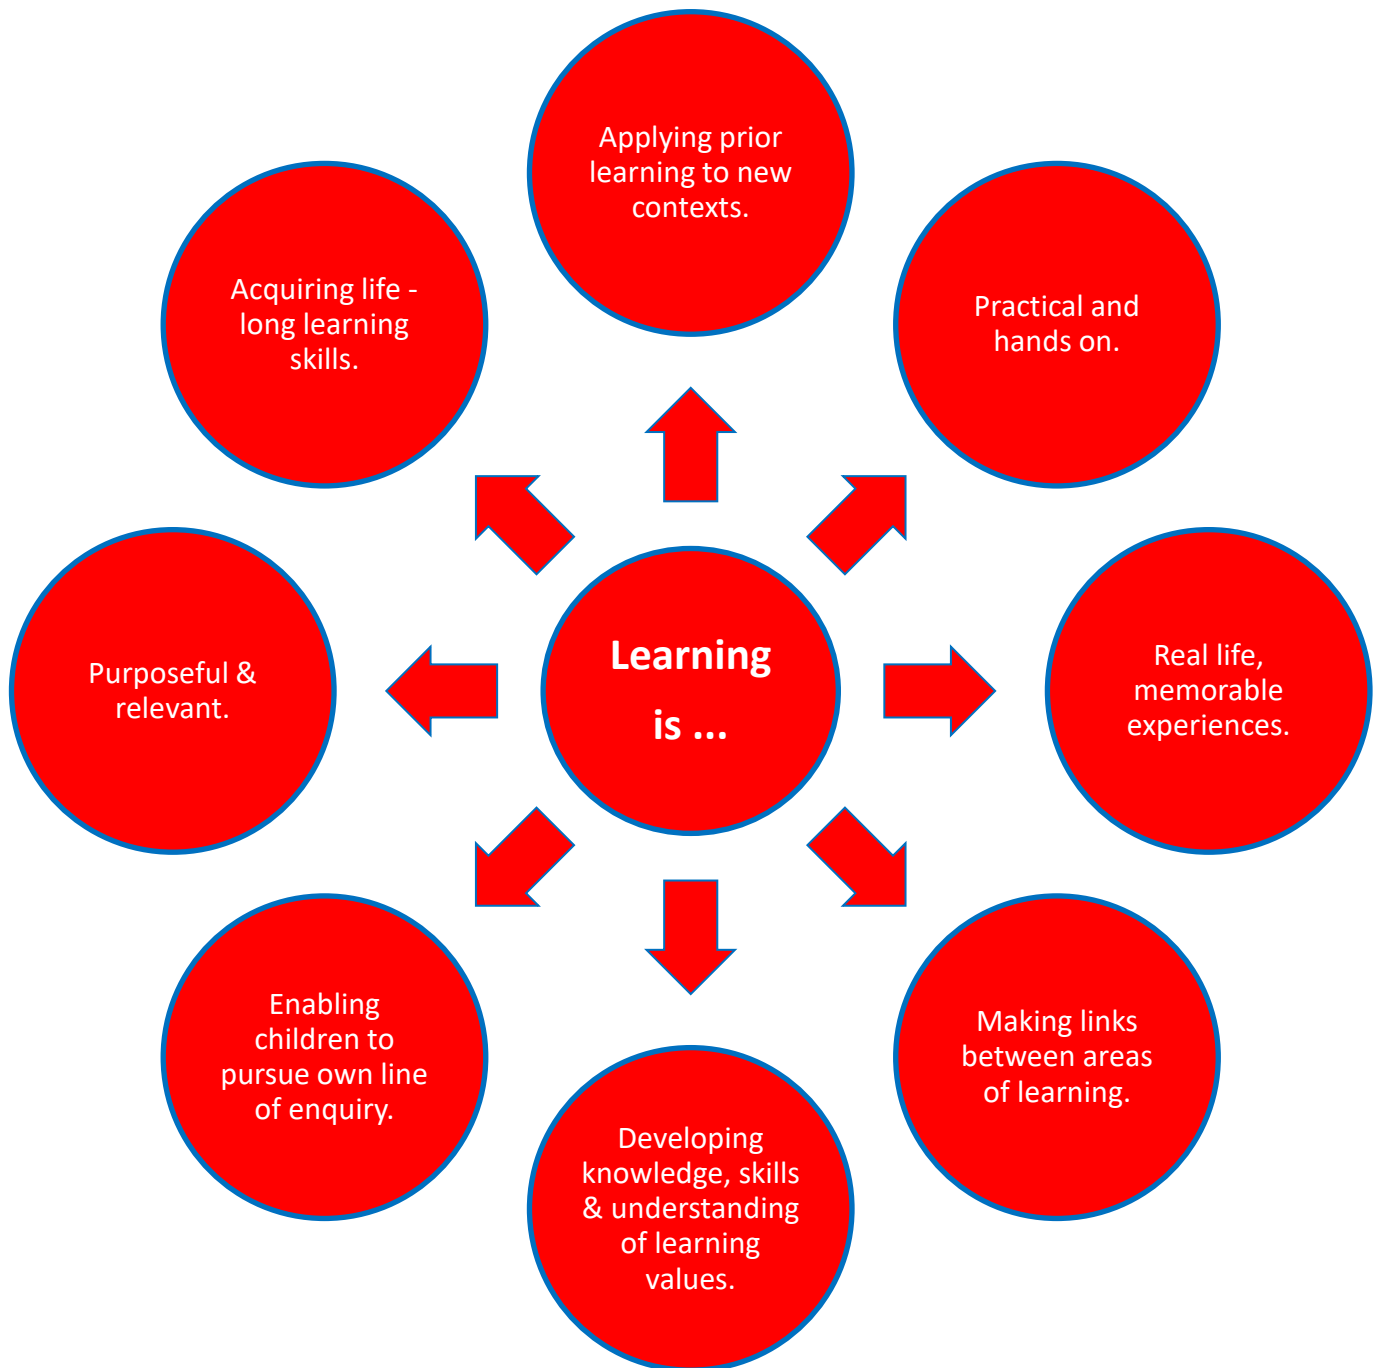 Applying prior
learning to new
contexts.
Acquiring life -
long learning
skills.
Practical and
hands on.
Learning
is ...
Purposeful &
relevant.
Real life,
memorable
experiences.
Enabling
children to
pursue own line
of enquiry.
Making links
between areas
of learning.
Developing
knowledge, skills
& understanding
of learning
values.